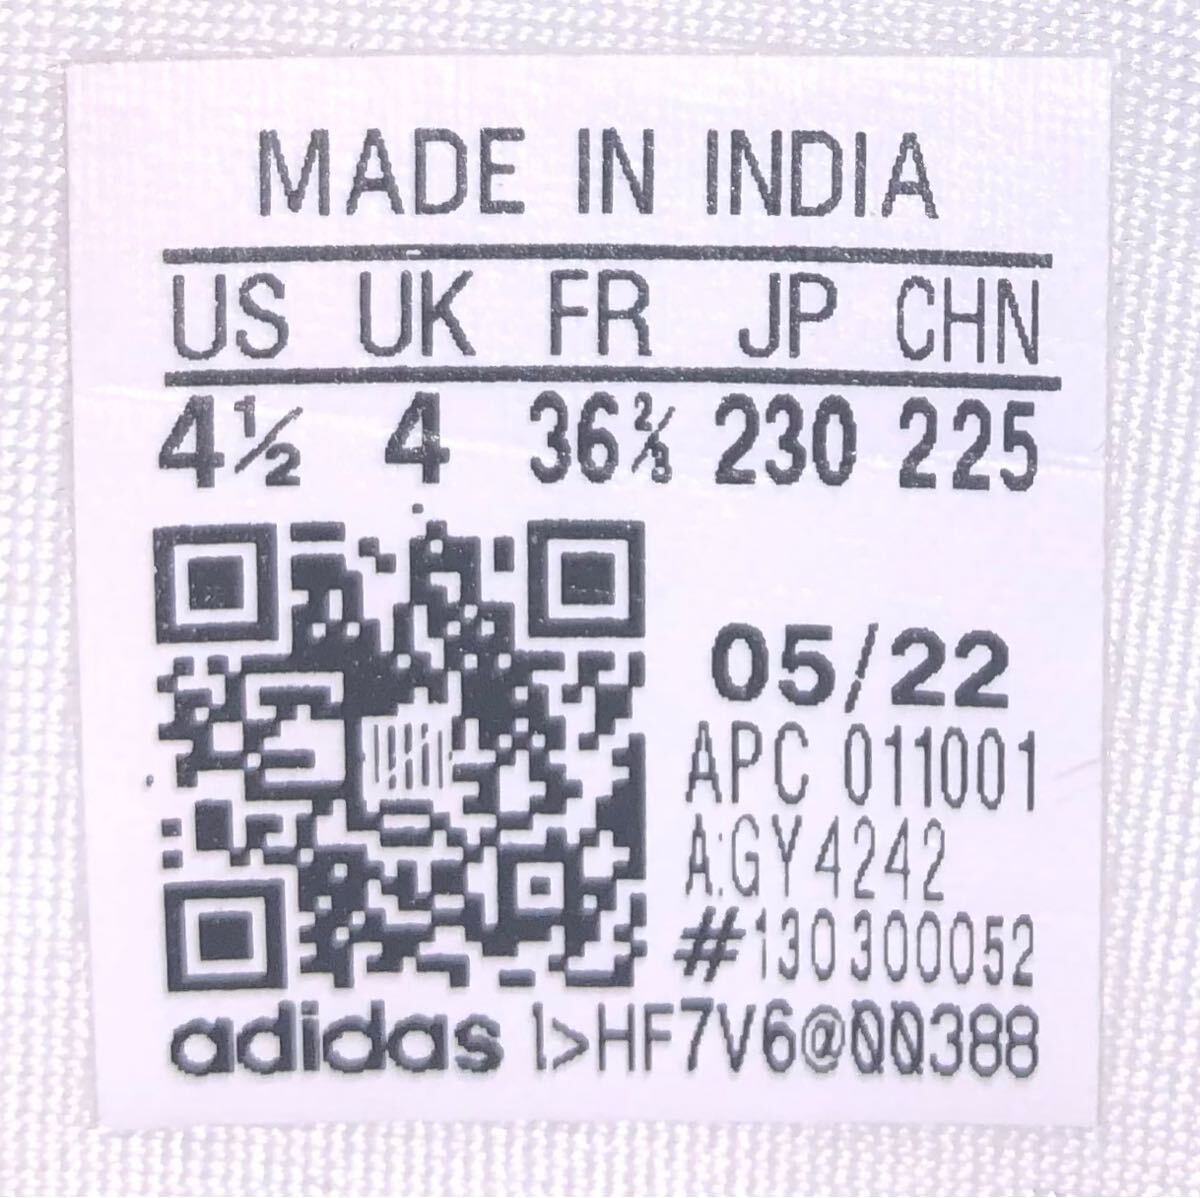 MADE IN INDIA
US UK FR JP CHN
4½ 4 36⅔ 230 225
05/22
APC 011001
A:GY4242
#130300052
adidas 1>HF7V6@00388